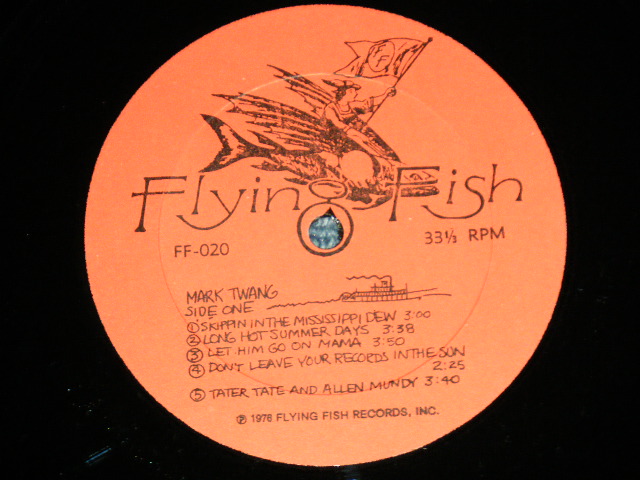 FF
Flying Fish
FF-020
33⅓ RPM
MARK TWANG
SIDE ONE
① SKIPPIN IN THE MISSISSIPPI DEW 3:00
② LONG HOT SUMMER DAYS 3:38
③ LET HIM GO ON MAMA 3:50
④ DON'T LEAVE YOUR RECORDS IN THE SUN
2:25
⑤ TATER TATE AND ALLEN MUNDY 3:40
℗ 1976 FLYING FISH RECORDS, INC.